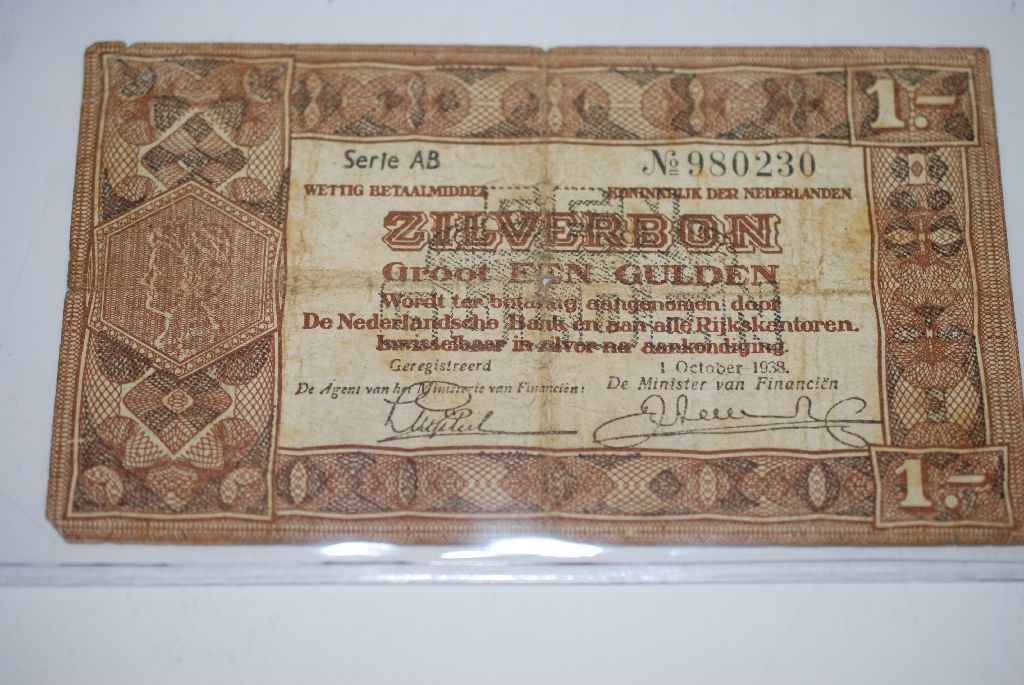 1.-
Serie AB
No 980230
WETTIG BETAALMIDDEL
KONINKRIJK DER NEDERLANDEN
ZILVERBON
Groot EEN GULDEN
Wordt ter betaling aangenomen door
De Nederlandsche Bank en aan alle Rijkskantoren.
Inwisselbaar in zilver na aankondiging.
Geregistreerd
1 October 1938.
De Agent van het Ministerie van Financiën:
De Minister van Financiën
1.-